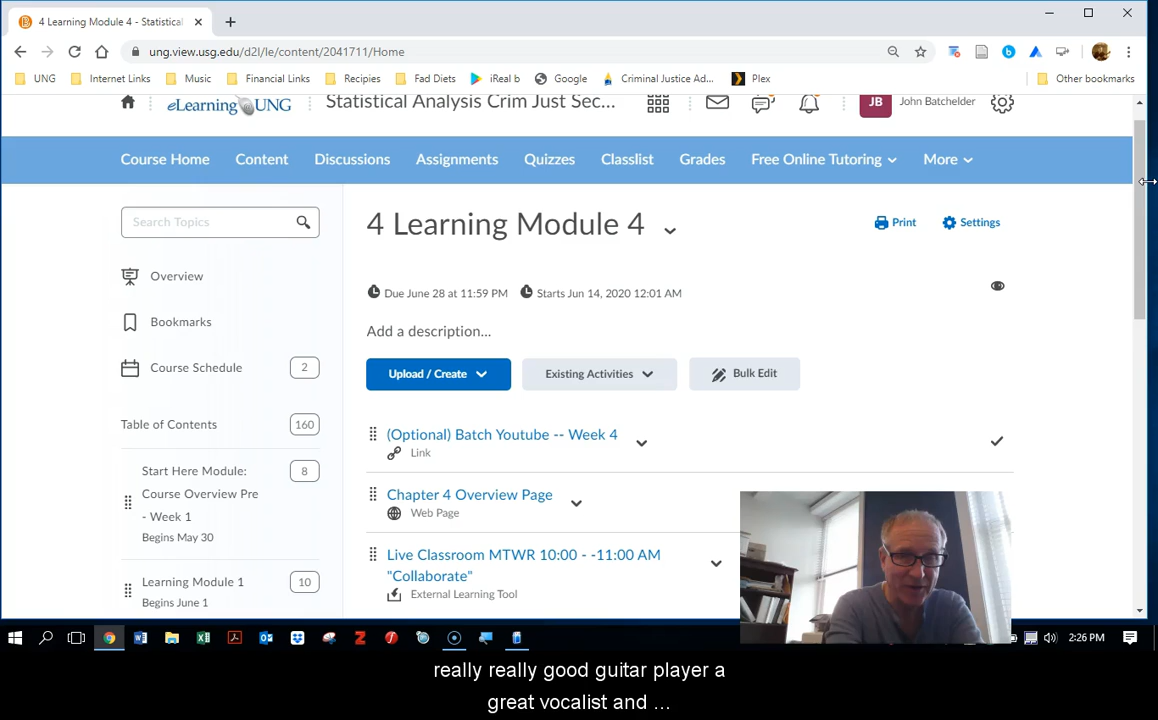 4 Learning Module 4 - Statistical
ung.view.usg.edu/d2l/le/content/2041711/Home
UNG Internet Links Music Financial Links Recipies Fad Diets iReal b Google Criminal Justice Ad... Plex Other bookmarks
eLearning@UNG Statistical Analysis Crim Just Sec... JB John Batchelder
Course Home Content Discussions Assignments Quizzes Classlist Grades Free Online Tutoring More
Search Topics
4 Learning Module 4
Print Settings
Overview
Due June 28 at 11:59 PM Starts Jun 14, 2020 12:01 AM
Bookmarks
Add a description...
Course Schedule 2
Upload / Create Existing Activities Bulk Edit
Table of Contents 160
(Optional) Batch Youtube -- Week 4
Link
Start Here Module: 8
Course Overview Pre
- Week 1
Begins May 30
Chapter 4 Overview Page
Web Page
Live Classroom MTWR 10:00 - -11:00 AM
"Collaborate"
External Learning Tool
Learning Module 1 10
Begins June 1
2:26 PM
really really good guitar player a
great vocalist and ...